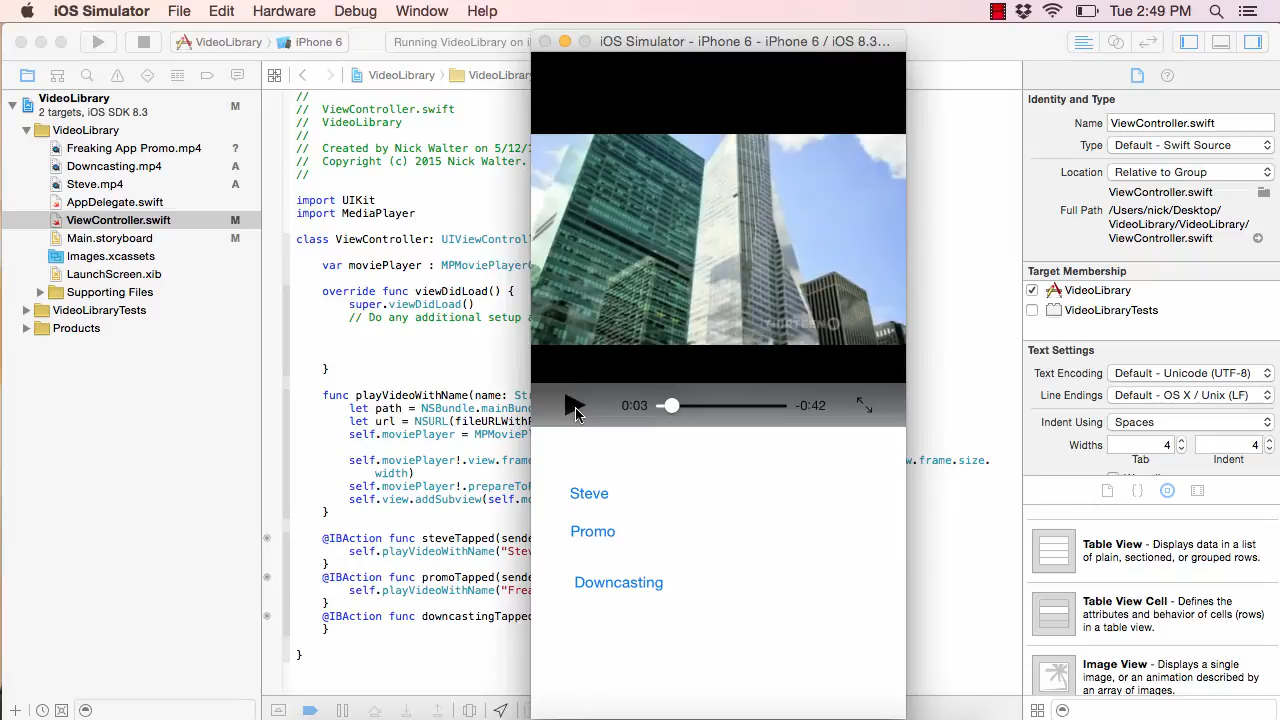 iOS Simulator File Edit Hardware Debug Window Help Tue 2:49 PM
VideoLibrary iPhone 6 Running VideoLibrary on i
iOS Simulator - iPhone 6 - iPhone 6 / iOS 8.3...
VideoLibrary M
2 targets, iOS SDK 8.3
VideoLibrary
Freaking App Promo.mp4 ?
Downcasting.mp4 A
Steve.mp4 A
AppDelegate.swift
ViewController.swift M
Main.storyboard M
Images.xcassets
LaunchScreen.xib
Supporting Files
VideoLibraryTests
Products
VideoLibrary VideoLibrary
//
// ViewController.swift
// VideoLibrary
//
// Created by Nick Walter on 5/12/1
// Copyright (c) 2015 Nick Walter.
//
import UIKit
import MediaPlayer
class ViewController: UIViewControl
var moviePlayer : MPMoviePlayer
override func viewDidLoad() {
super.viewDidLoad()
// Do any additional setup a
}
func playVideoWithName(name: Str
let path = NSBundle.mainBund
let url = NSURL(fileURLWithP
self.moviePlayer = MPMoviePl
self.moviePlayer!.view.frame w.frame.size.
width)
self.moviePlayer!.prepareToP
self.view.addSubview(self.mo
}
@IBAction func steveTapped(sende
self.playVideoWithName("Stev
}
@IBAction func promoTapped(sende
self.playVideoWithName("Frea
}
@IBAction func downcastingTapped
}
}
THIRTEEN
0:03 -0:42
Steve
Promo
Downcasting
Identity and Type
Name ViewController.swift
Type Default - Swift Source
Location Relative to Group
ViewController.swift
Full Path /Users/nick/Desktop/
VideoLibrary/VideoLibrary/
ViewController.swift
Target Membership
VideoLibrary
VideoLibraryTests
Text Settings
Text Encoding Default - Unicode (UTF-8)
Line Endings Default - OS X / Unix (LF)
Indent Using Spaces
Widths 4 4
Tab Indent
Table View - Displays data in a
list of plain, sectioned, or grouped rows.
Table View Cell - Defines the
attributes and behavior of cells (rows)
in a table view.
Image View - Displays a single
image, or an animation described by
an array of images.